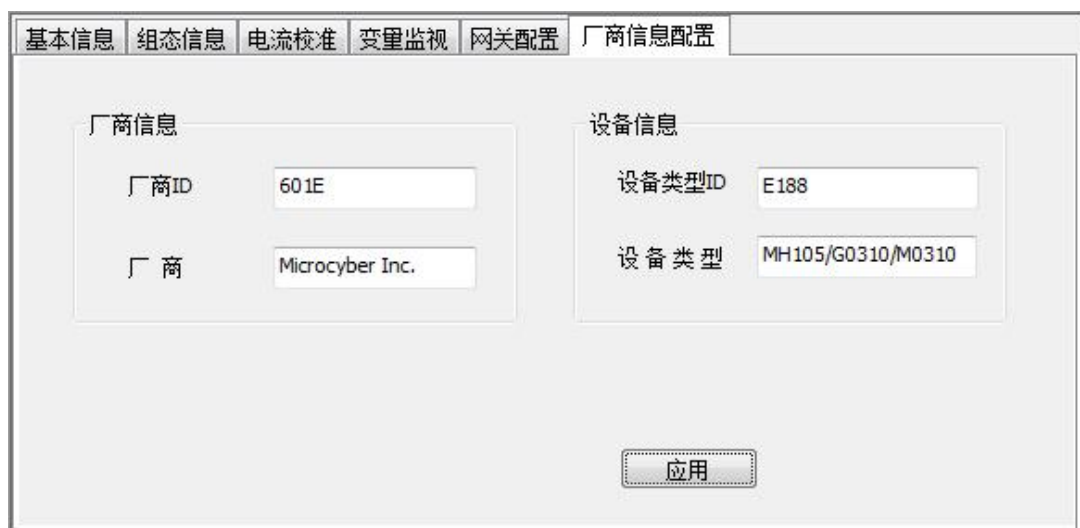 基本信息 组态信息 电流校准 变量监视 网关配置 厂商信息配置
厂商信息
厂商ID 601E
厂 商 Microcyber Inc.
设备信息
设备类型ID E188
设 备 类 型 MH105/G0310/M0310
应用